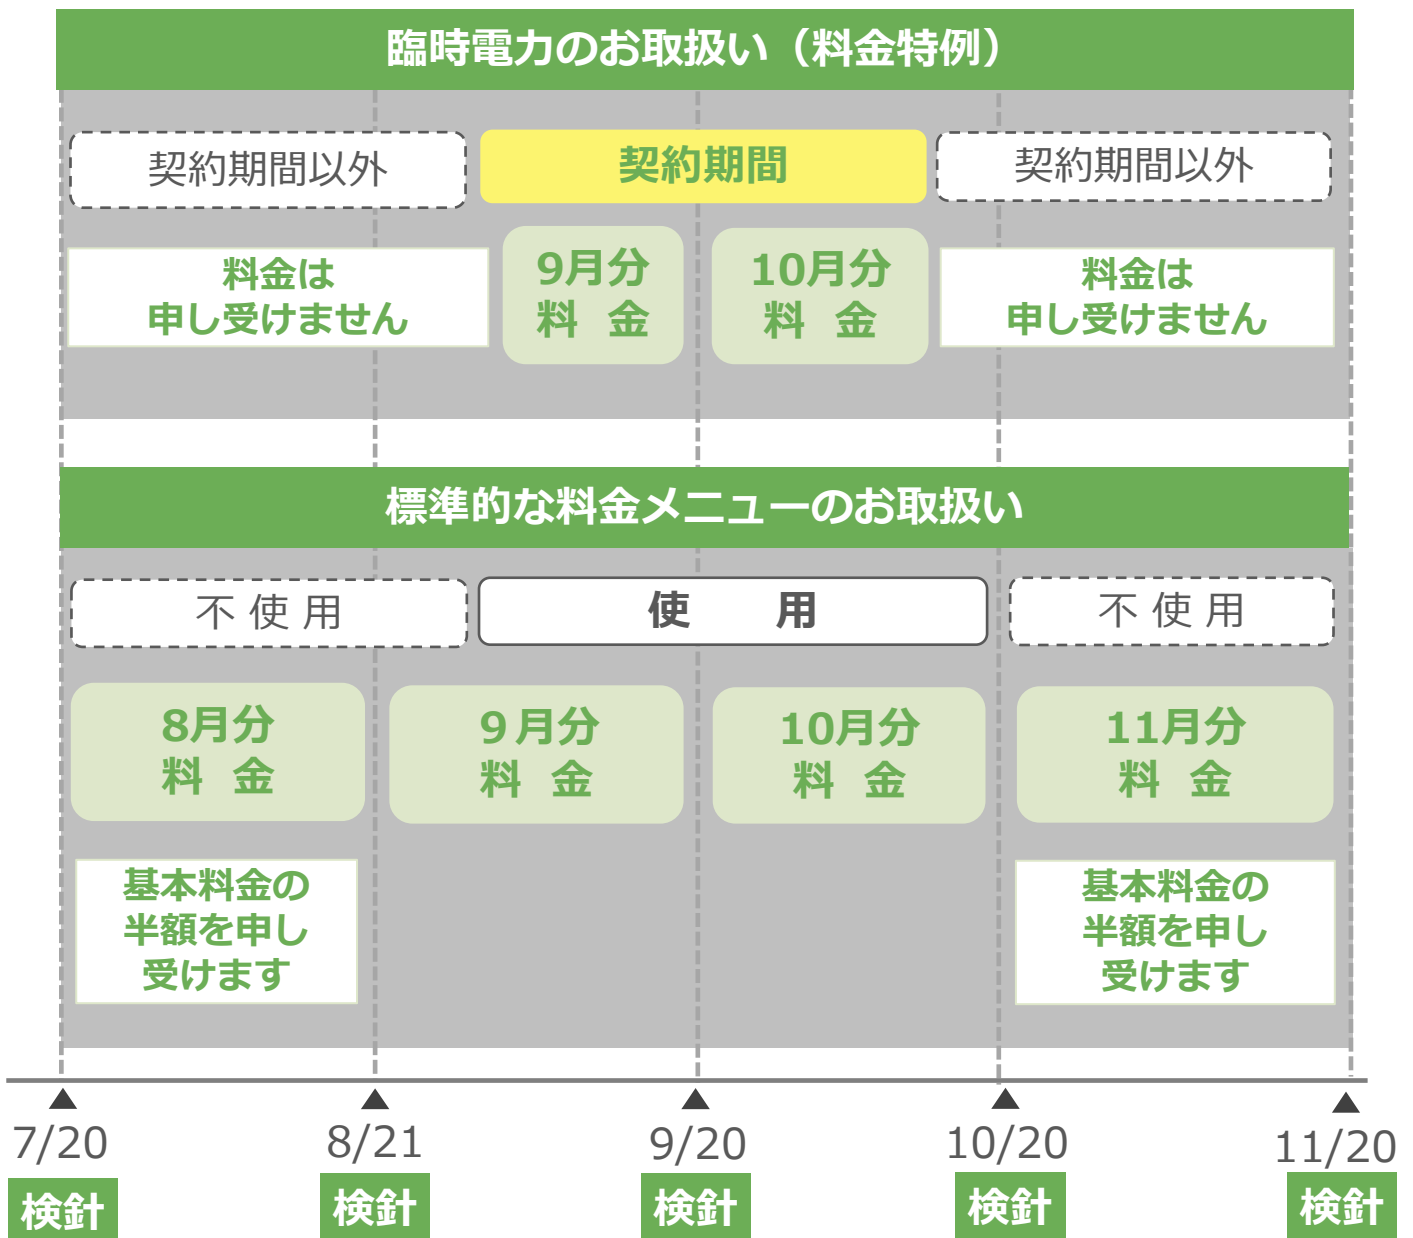 臨時電力のお取扱い（料金特例）
契約期間以外
契約期間
契約期間以外
料金は
申し受けません
9月分
料 金
10月分
料 金
料金は
申し受けません
標準的な料金メニューのお取扱い
不 使 用
使 用
不 使 用
8月分
料 金
9月分
料 金
10月分
料 金
11月分
料 金
基本料金の
半額を申し
受けます
基本料金の
半額を申し
受けます
7/20
8/21
9/20
10/20
11/20
検針
検針
検針
検針
検針